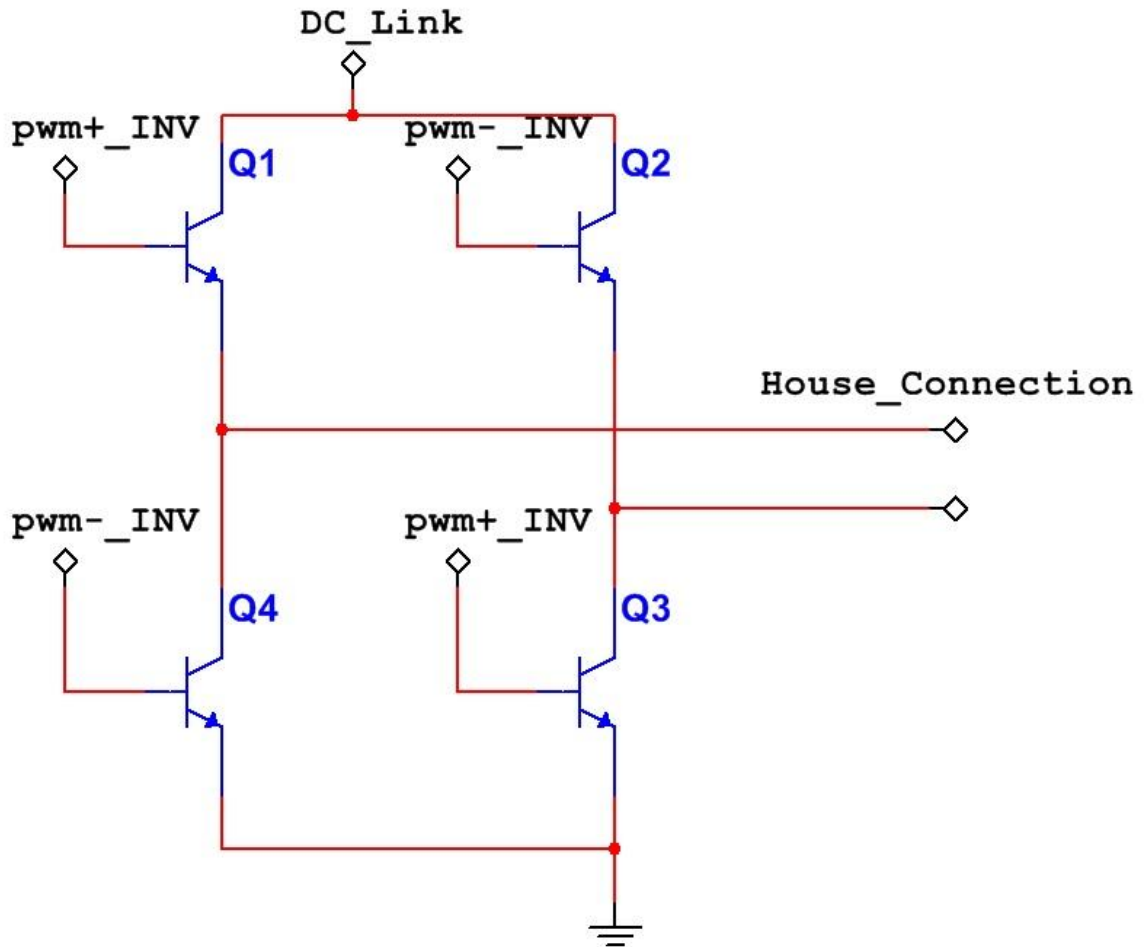 DC_Link
pwm+_INV
pwm-_INV
Q1
Q2
House_Connection
pwm-_INV
pwm+_INV
Q4
Q3